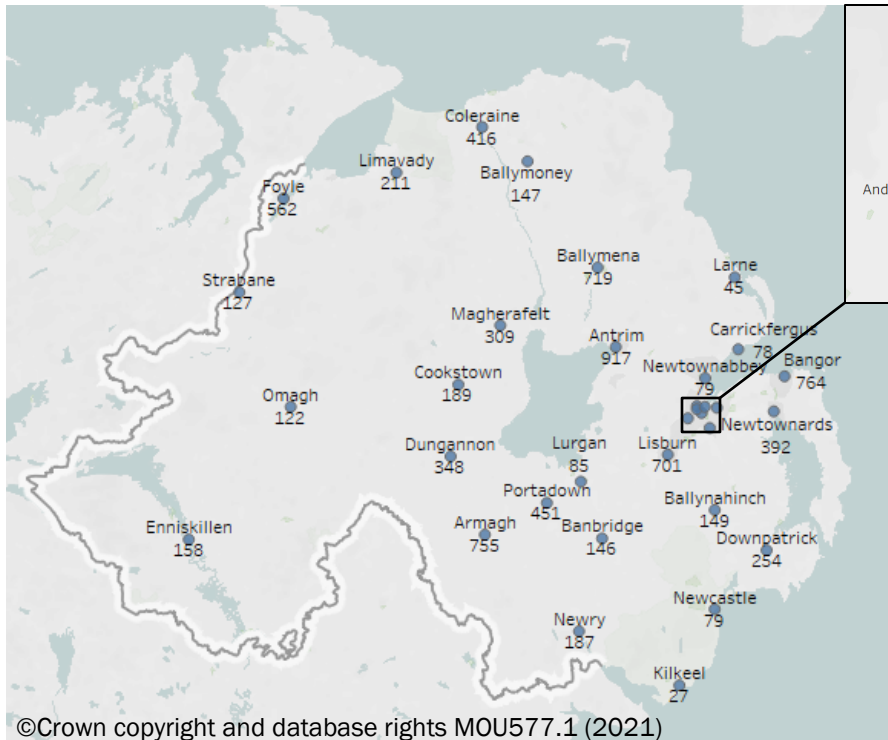 Coleraine
416
Limavady
211
Ballymoney
147
Foyle
562
And
Ballymena
719
Larne
45
Strabane
127
Magherafelt
309
Antrim
917
Carrickfergus
78
Newtownabbey
79
Bangor
764
Cookstown
189
Omagh
122
Newtownards
392
Dungannon
348
Lurgan
85
Lisburn
701
Portadown
451
Ballynahinch
149
Armagh
755
Banbridge
146
Enniskillen
158
Downpatrick
254
Newcastle
79
Newry
187
Kilkeel
27
©Crown copyright and database rights MOU577.1 (2021)